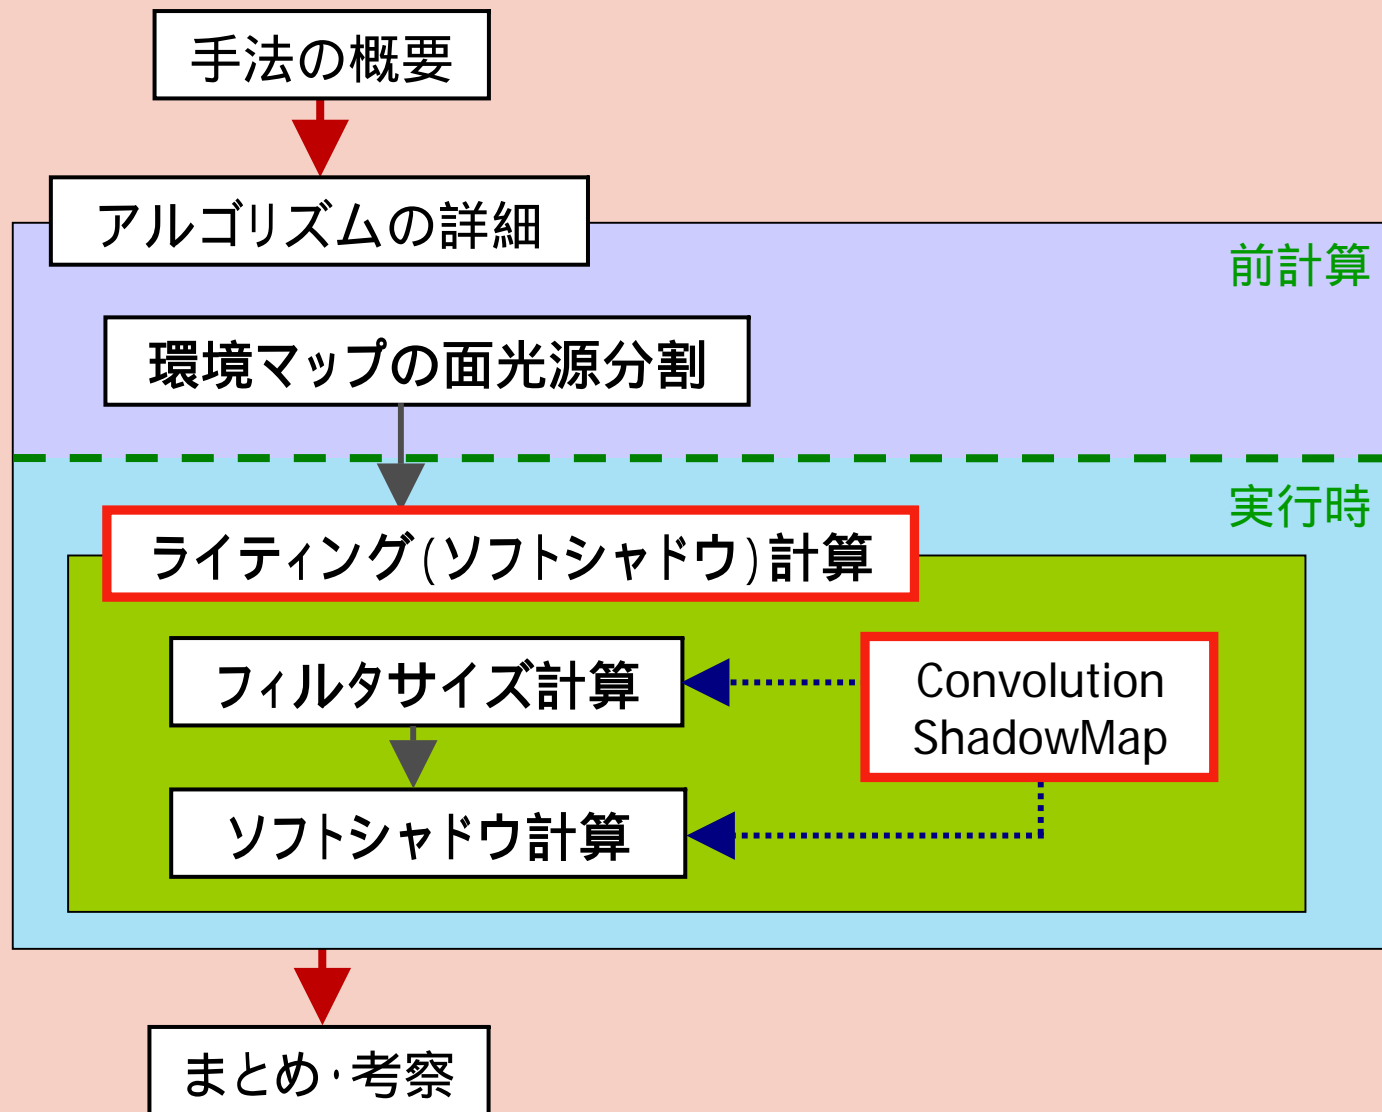 手法の概要
アルゴリズムの詳細
前計算
環境マップの面光源分割
実行時
ライティング(ソフトシャドウ)計算
フィルタサイズ計算
Convolution
ShadowMap
ソフトシャドウ計算
まとめ・考察